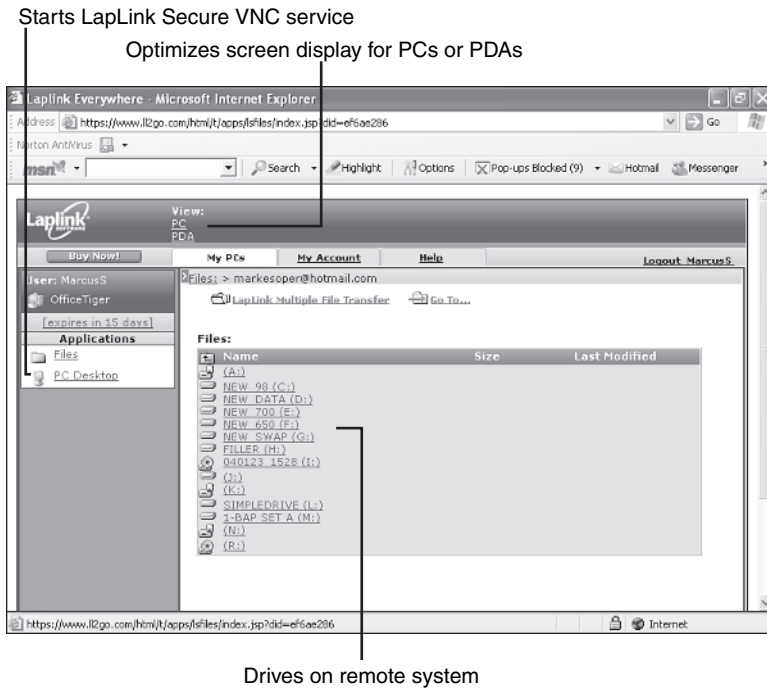 Starts LapLink Secure VNC service
Optimizes screen display for PCs or PDAs
Laplink Everywhere - Microsoft Internet Explorer
Address https://www.ll2go.com/html/t/apps/lsfiles/index.jsp?did=ef6ae286 Go
Norton AntiVirus
msn Search Highlight Options Pop-ups Blocked (9) Hotmail Messenger
Laplink SOFTWARE
View:
PC
PDA
Buy Now! My PCs My Account Help Logout MarcusS
User: MarcusS
OfficeTiger
[expires in 15 days]
Applications
Files
PC Desktop
Files: > markesoper@hotmail.com
LapLink Multiple File Transfer Go To...
Files:
Name Size Last Modified
(A:)
NEW 98 (C:)
NEW DATA (D:)
NEW 700 (E:)
NEW 650 (F:)
NEW SWAP (G:)
FILLER (H:)
040123 1528 (I:)
(J:)
(K:)
SIMPLEDRIVE (L:)
1-BAP SET A (M:)
(N:)
(R:)
https://www.ll2go.com/html/t/apps/lsfiles/index.jsp?did=ef6ae286 Internet
Drives on remote system